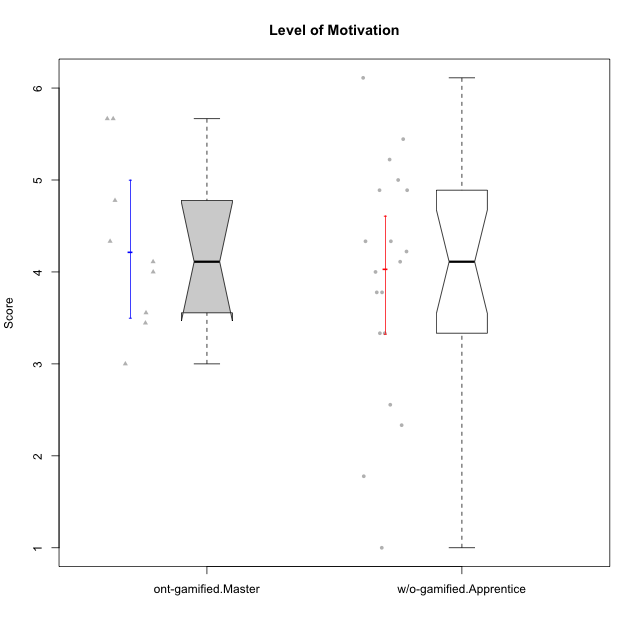 Level of Motivation
6
5
4
3
2
1
Score
ont-gamified.Master
w/o-gamified.Apprentice